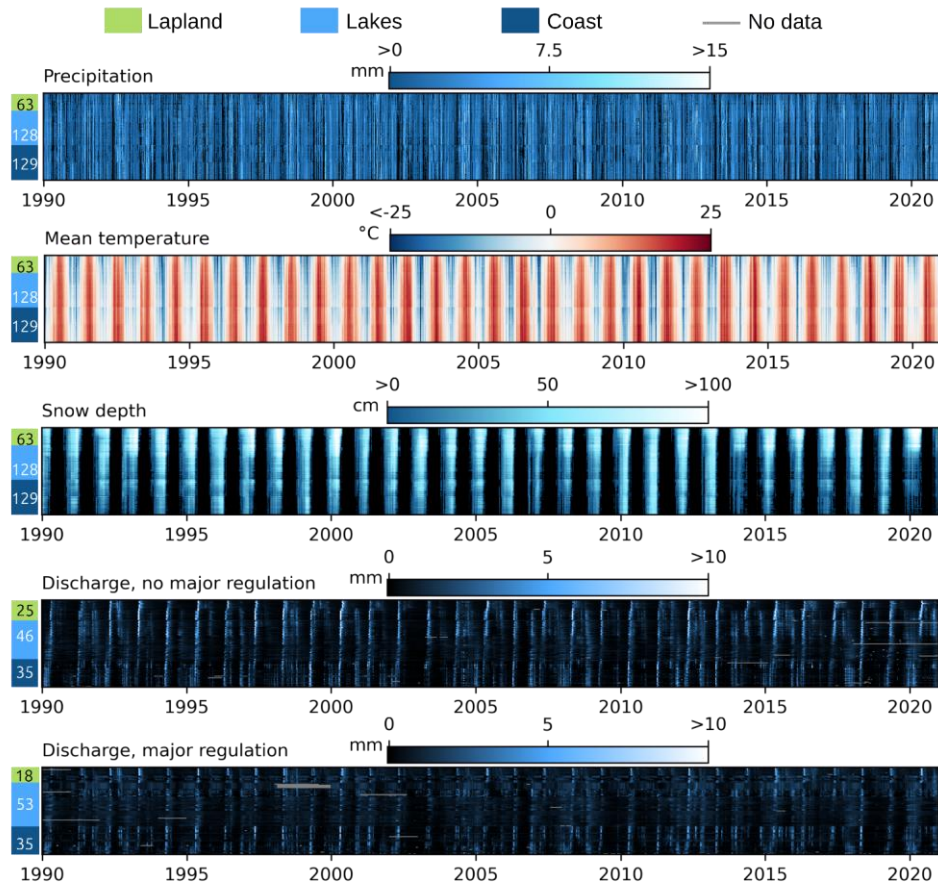 Lapland Lakes Coast No data
>0 7.5 >15
mm
Precipitation
63
128
129
1990 1995 2000 2005 2010 2015 2020
<-25 0 25
°C
Mean temperature
63
128
129
1990 1995 2000 2005 2010 2015 2020
>0 50 >100
cm
Snow depth
63
128
129
1990 1995 2000 2005 2010 2015 2020
0 5 >10
mm
Discharge, no major regulation
25
46
35
1990 1995 2000 2005 2010 2015 2020
0 5 >10
mm
Discharge, major regulation
18
53
35
1990 1995 2000 2005 2010 2015 2020